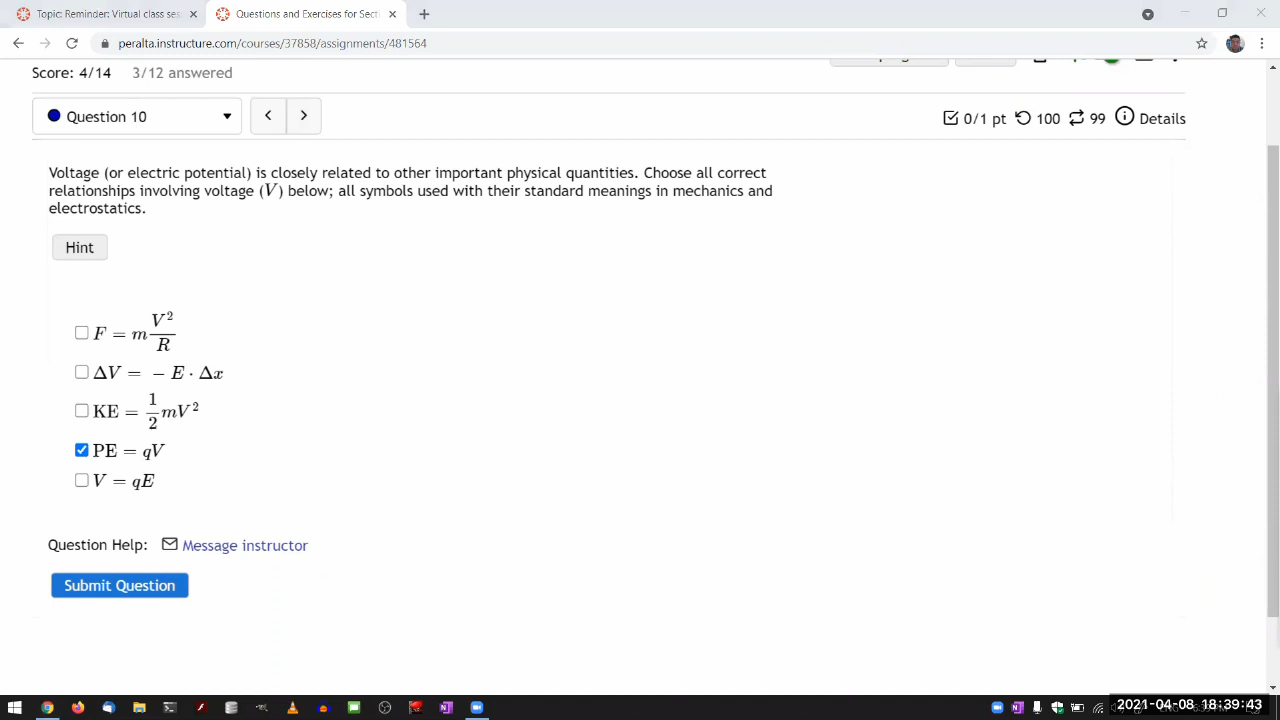 Topic: Reminder: Virtual class ses
Questions and Exercises for Sect
peralta.instructure.com/courses/37858/assignments/481564
Score: 4/14 3/12 answered
Question 10
0/1 pt 100 99 Details
Voltage (or electric potential) is closely related to other important physical quantities. Choose all correct
relationships involving voltage (V) below; all symbols used with their standard meanings in mechanics and
electrostatics.
Hint
F = m V²/R
ΔV = − E · Δx
KE = 1/2 mV²
PE = qV
V = qE
Question Help: Message instructor
Submit Question
2021-04-08 18:39:43